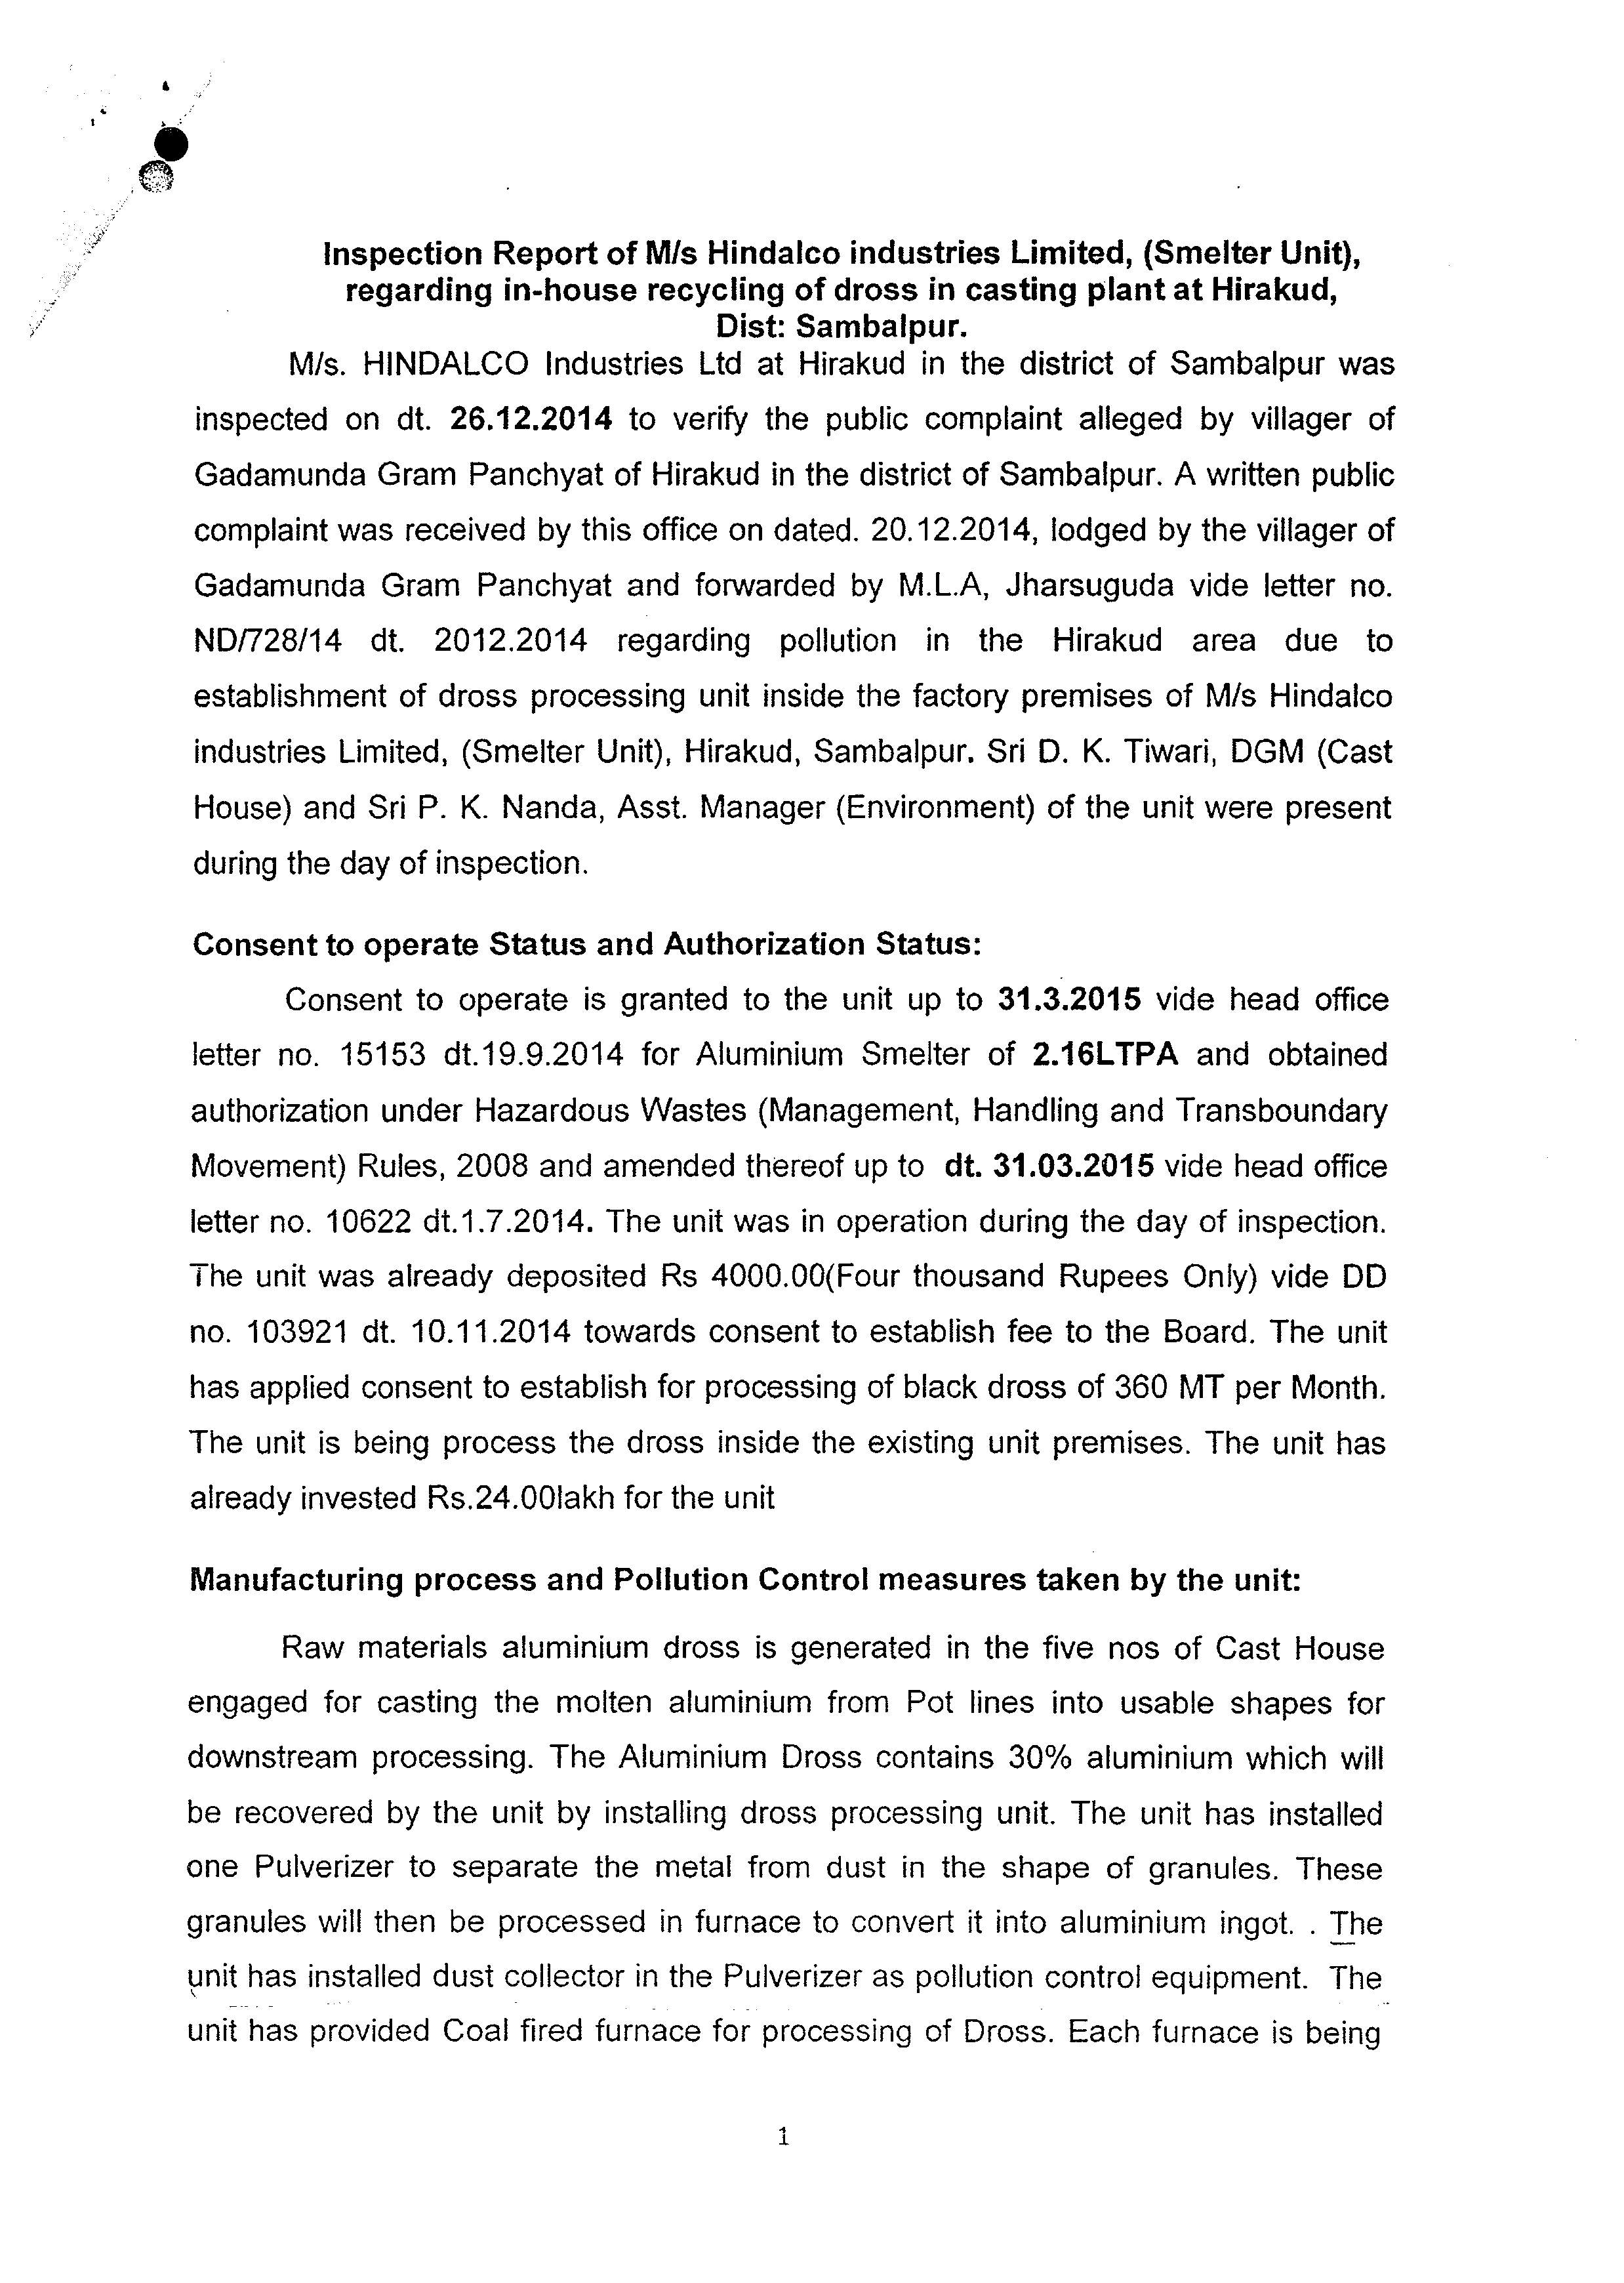 Inspection Report of M/s Hindalco industries Limited, (Smelter Unit),
regarding in-house recycling of dross in casting plant at Hirakud,
Dist: Sambalpur.
M/s. HINDALCO Industries Ltd at Hirakud in the district of Sambalpur was
inspected on dt. 26.12.2014 to verify the public complaint alleged by villager of
Gadamunda Gram Panchyat of Hirakud in the district of Sambalpur. A written public
complaint was received by this office on dated. 20.12.2014, lodged by the villager of
Gadamunda Gram Panchyat and forwarded by M.L.A, Jharsuguda vide letter no.
ND/728/14 dt. 2012.2014 regarding pollution in the Hirakud area due to
establishment of dross processing unit inside the factory premises of M/s Hindalco
industries Limited, (Smelter Unit), Hirakud, Sambalpur. Sri D. K. Tiwari, DGM (Cast
House) and Sri P. K. Nanda, Asst. Manager (Environment) of the unit were present
during the day of inspection.
Consent to operate Status and Authorization Status:
Consent to operate is granted to the unit up to 31.3.2015 vide head office
letter no. 15153 dt.19.9.2014 for Aluminium Smelter of 2.16LTPA and obtained
authorization under Hazardous Wastes (Management, Handling and Transboundary
Movement) Rules, 2008 and amended thereof up to dt. 31.03.2015 vide head office
letter no. 10622 dt.1.7.2014. The unit was in operation during the day of inspection.
The unit was already deposited Rs 4000.00(Four thousand Rupees Only) vide DD
no. 103921 dt. 10.11.2014 towards consent to establish fee to the Board. The unit
has applied consent to establish for processing of black dross of 360 MT per Month.
The unit is being process the dross inside the existing unit premises. The unit has
already invested Rs.24.00lakh for the unit
Manufacturing process and Pollution Control measures taken by the unit:
Raw materials aluminium dross is generated in the five nos of Cast House
engaged for casting the molten aluminium from Pot lines into usable shapes for
downstream processing. The Aluminium Dross contains 30% aluminium which will
be recovered by the unit by installing dross processing unit. The unit has installed
one Pulverizer to separate the metal from dust in the shape of granules. These
granules will then be processed in furnace to convert it into aluminium ingot. . The
unit has installed dust collector in the Pulverizer as pollution control equipment. The
unit has provided Coal fired furnace for processing of Dross. Each furnace is being
1